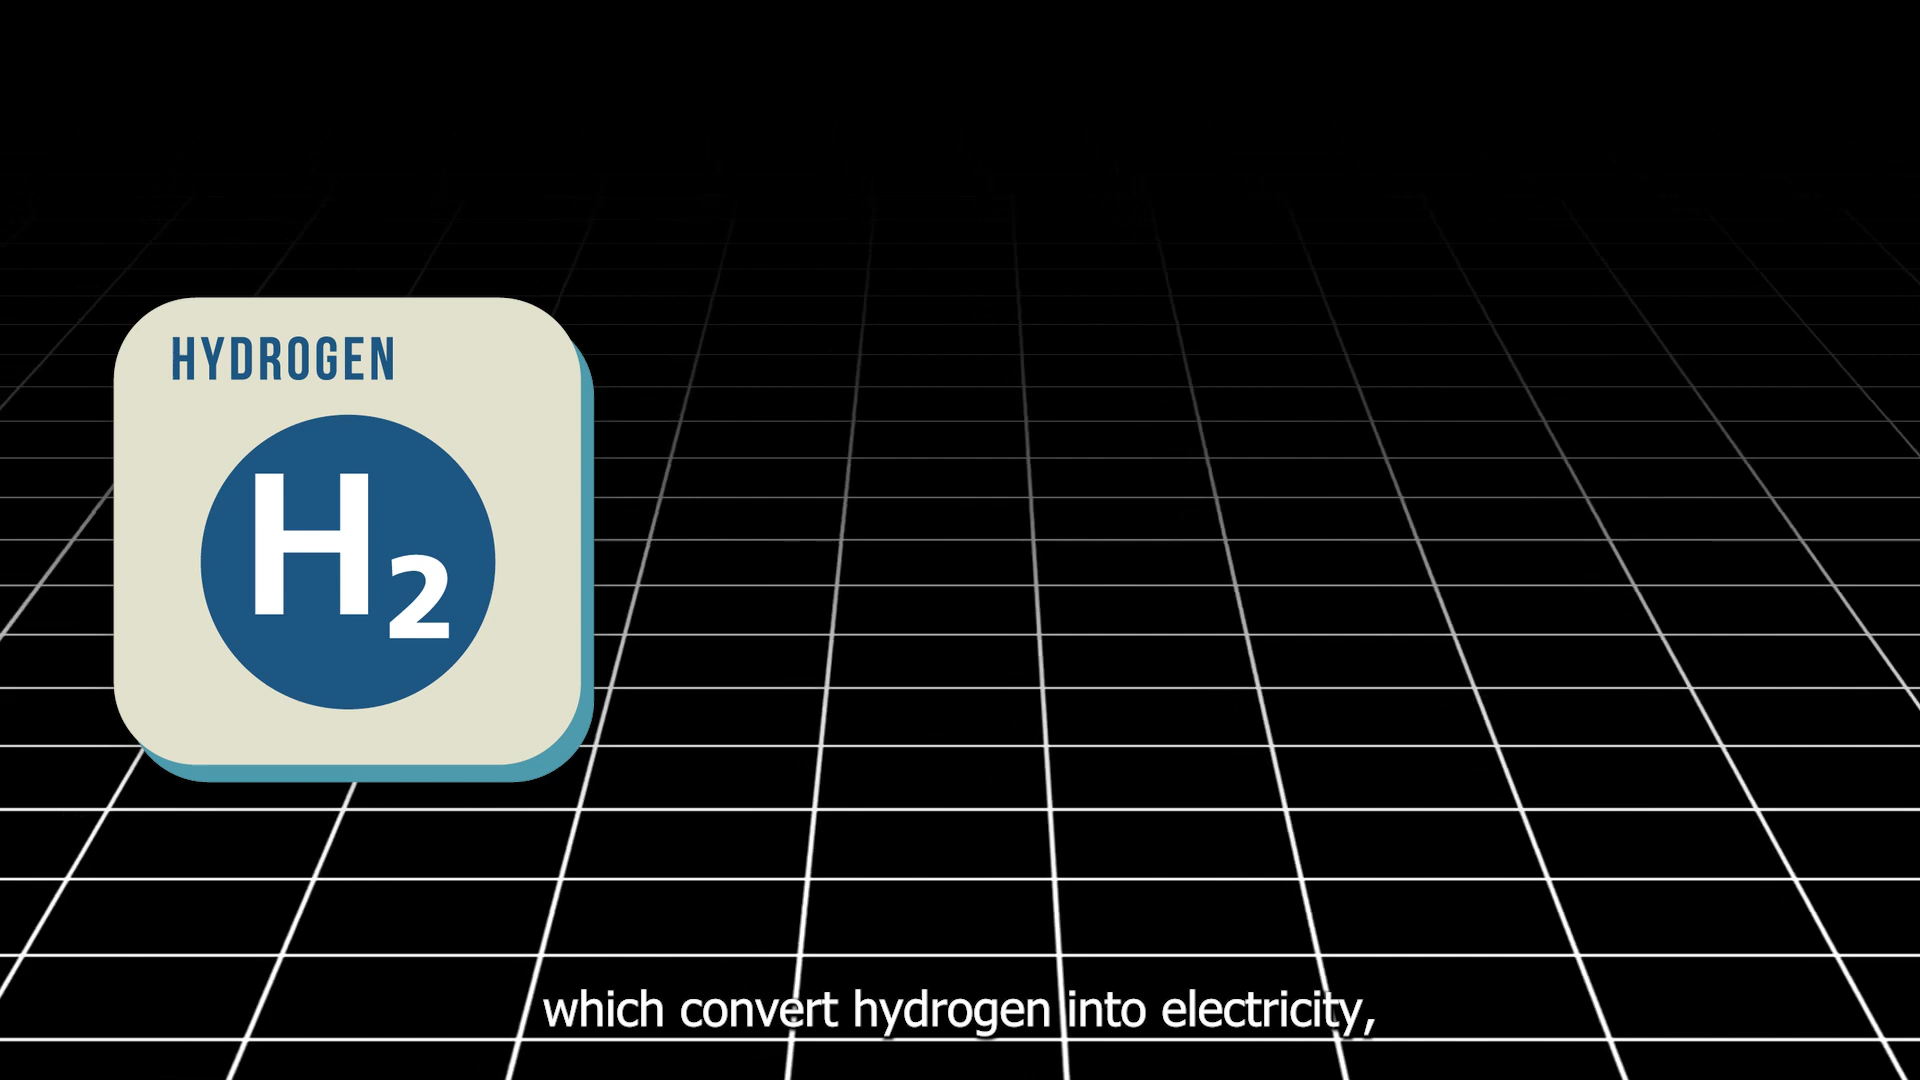 HYDROGEN
H₂
which convert hydrogen into electricity,